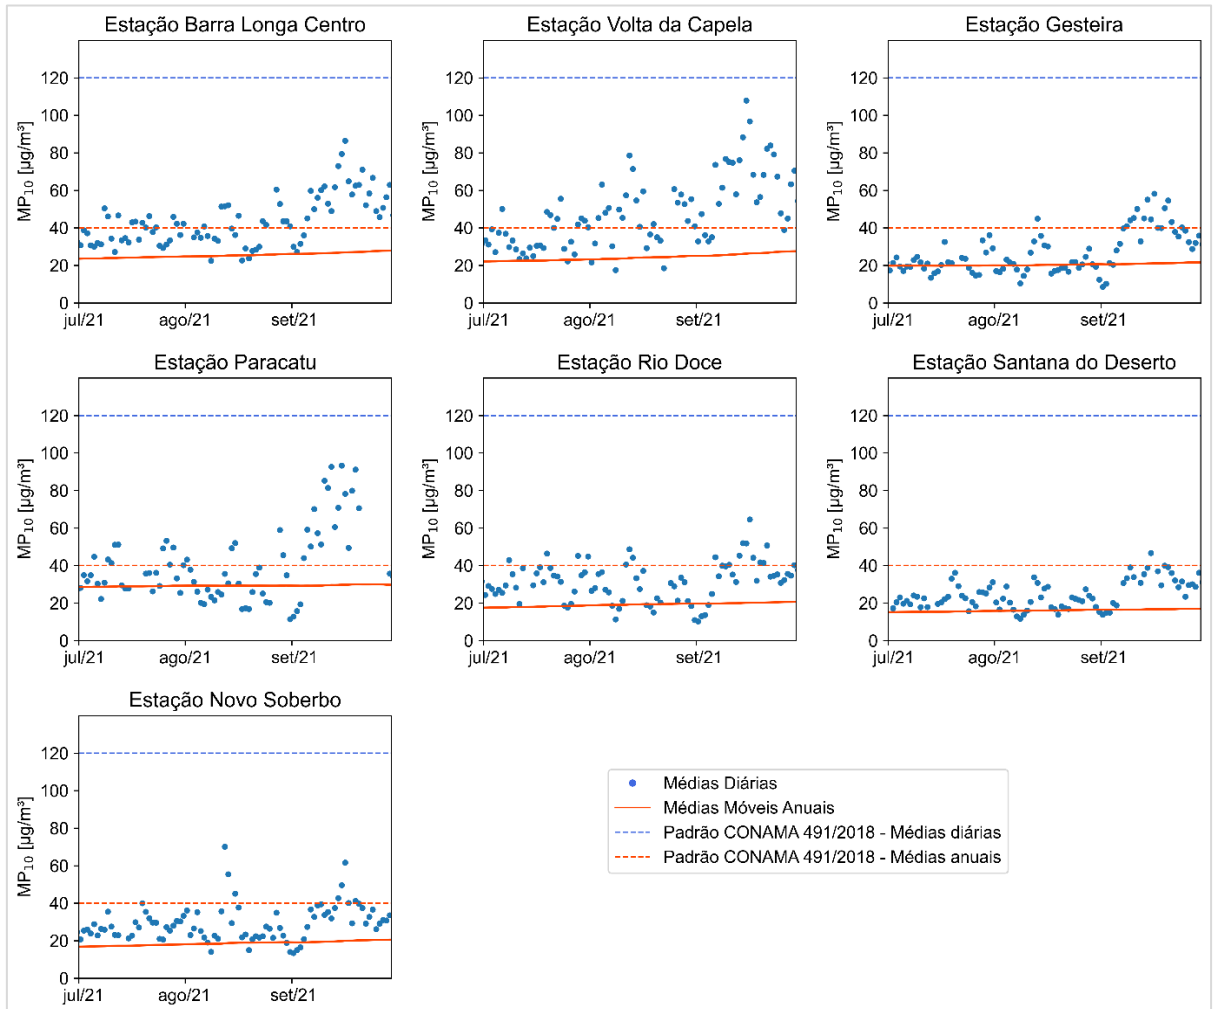 Estação Barra Longa Centro
MP10 [µg/m³]
120
100
80
60
40
20
0
jul/21 ago/21 set/21
Estação Volta da Capela
MP10 [µg/m³]
120
100
80
60
40
20
0
jul/21 ago/21 set/21
Estação Gesteira
MP10 [µg/m³]
120
100
80
60
40
20
0
jul/21 ago/21 set/21
Estação Paracatu
MP10 [µg/m³]
120
100
80
60
40
20
0
jul/21 ago/21 set/21
Estação Rio Doce
MP10 [µg/m³]
120
100
80
60
40
20
0
jul/21 ago/21 set/21
Estação Santana do Deserto
MP10 [µg/m³]
120
100
80
60
40
20
0
jul/21 ago/21 set/21
Estação Novo Soberbo
MP10 [µg/m³]
120
100
80
60
40
20
0
jul/21 ago/21 set/21
Médias Diárias
Médias Móveis Anuais
Padrão CONAMA 491/2018 - Médias diárias
Padrão CONAMA 491/2018 - Médias anuais